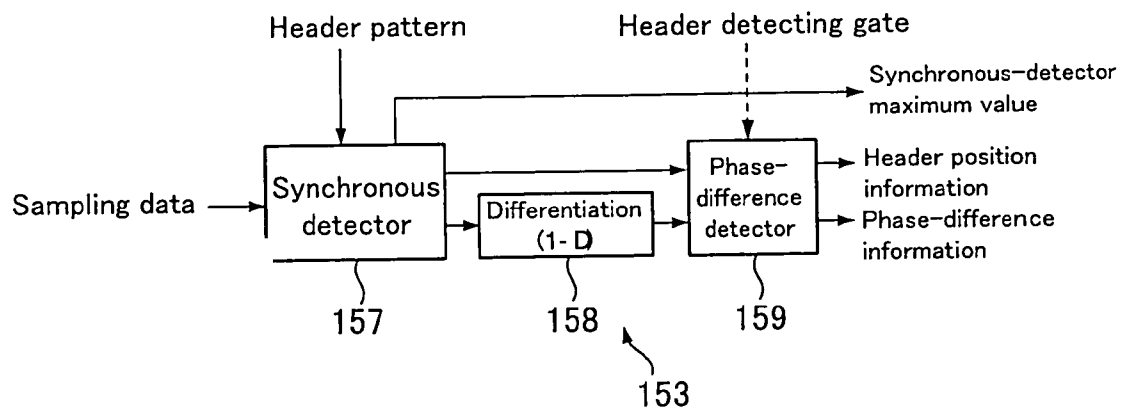 Header pattern
Header detecting gate
Synchronous-detector
maximum value
Sampling data
Synchronous
detector
Differentiation
(1-D)
Phase-
difference
detector
Header position
information
Phase-difference
information
157
158
159
153